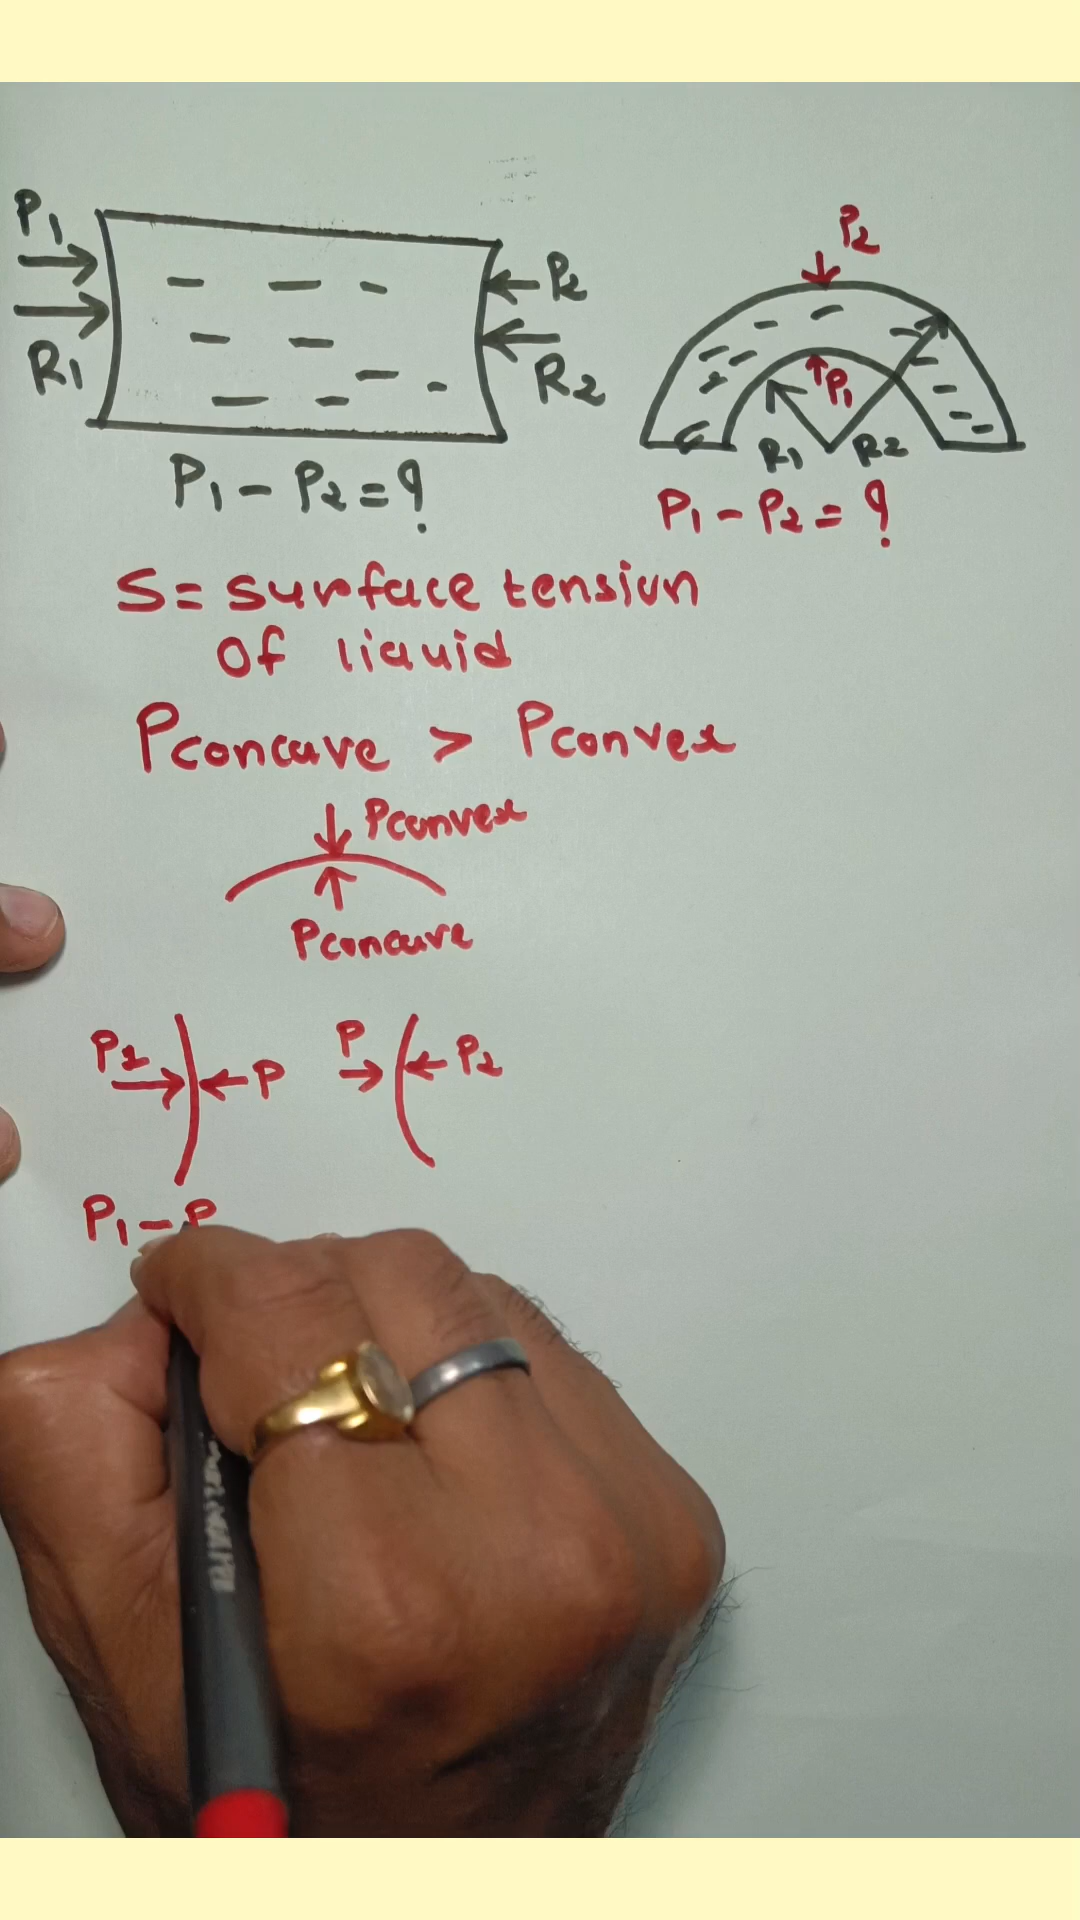 P1
R1
P2
R2
P1 - P2 = ?
P2
P1
R1 R2
P1 - P2 = ?
S = surface tension
of liquid
Pconcave > Pconvex
Pconvex
Pconcave
P1 P P P2
P1 - P